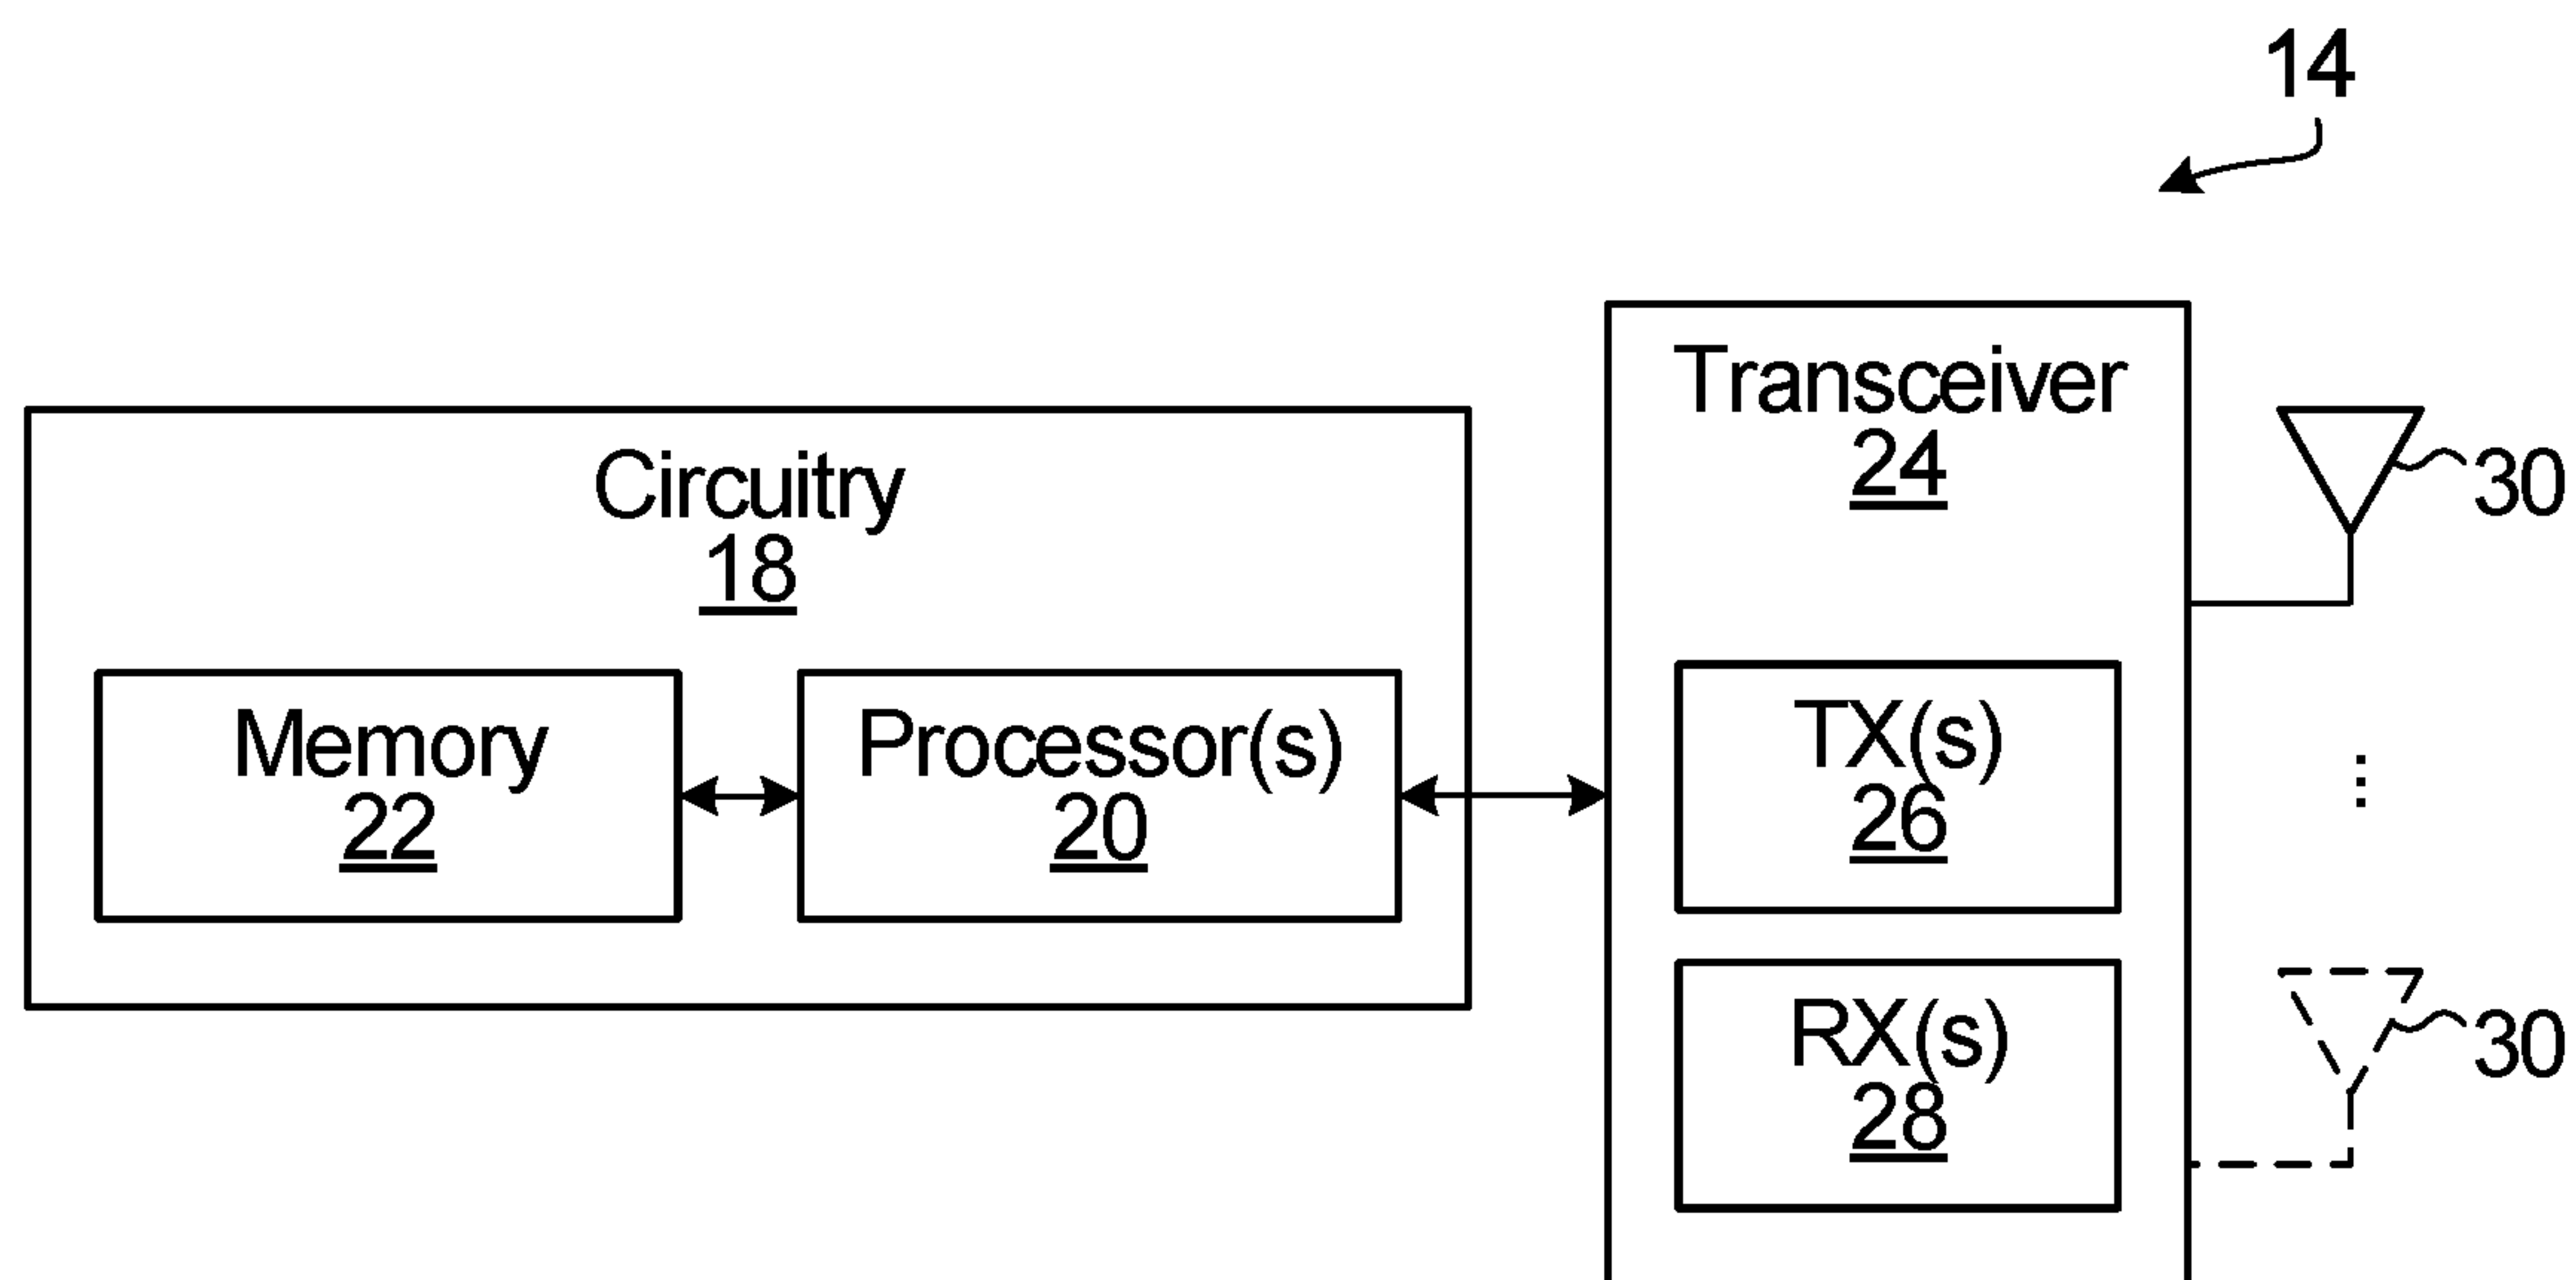 14
Transceiver
24
30
Circuitry
18
Memory
22
Processor(s)
20
TX(s)
26
...
RX(s)
28
30